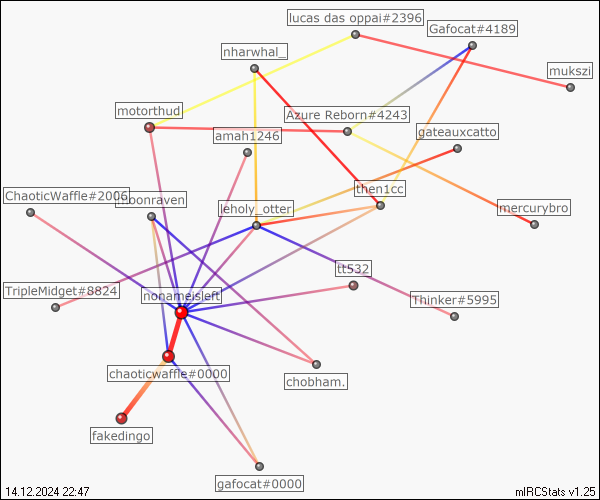 lucas das oppai#2396
Gafocat#4189
nharwhal_
mukszi
motorthud
Azure Reborn#4243
amah1246
gateauxcatto
ChaoticWaffle#2006
moonraven
then1cc
leholy_otter
mercurybro
tt532
TripleMidget#8824
nonameisleft
Thinker#5995
chaoticwaffle#0000
chobham.
fakedingo
gafocat#0000
14.12.2024 22:47
mIRCStats v1.25